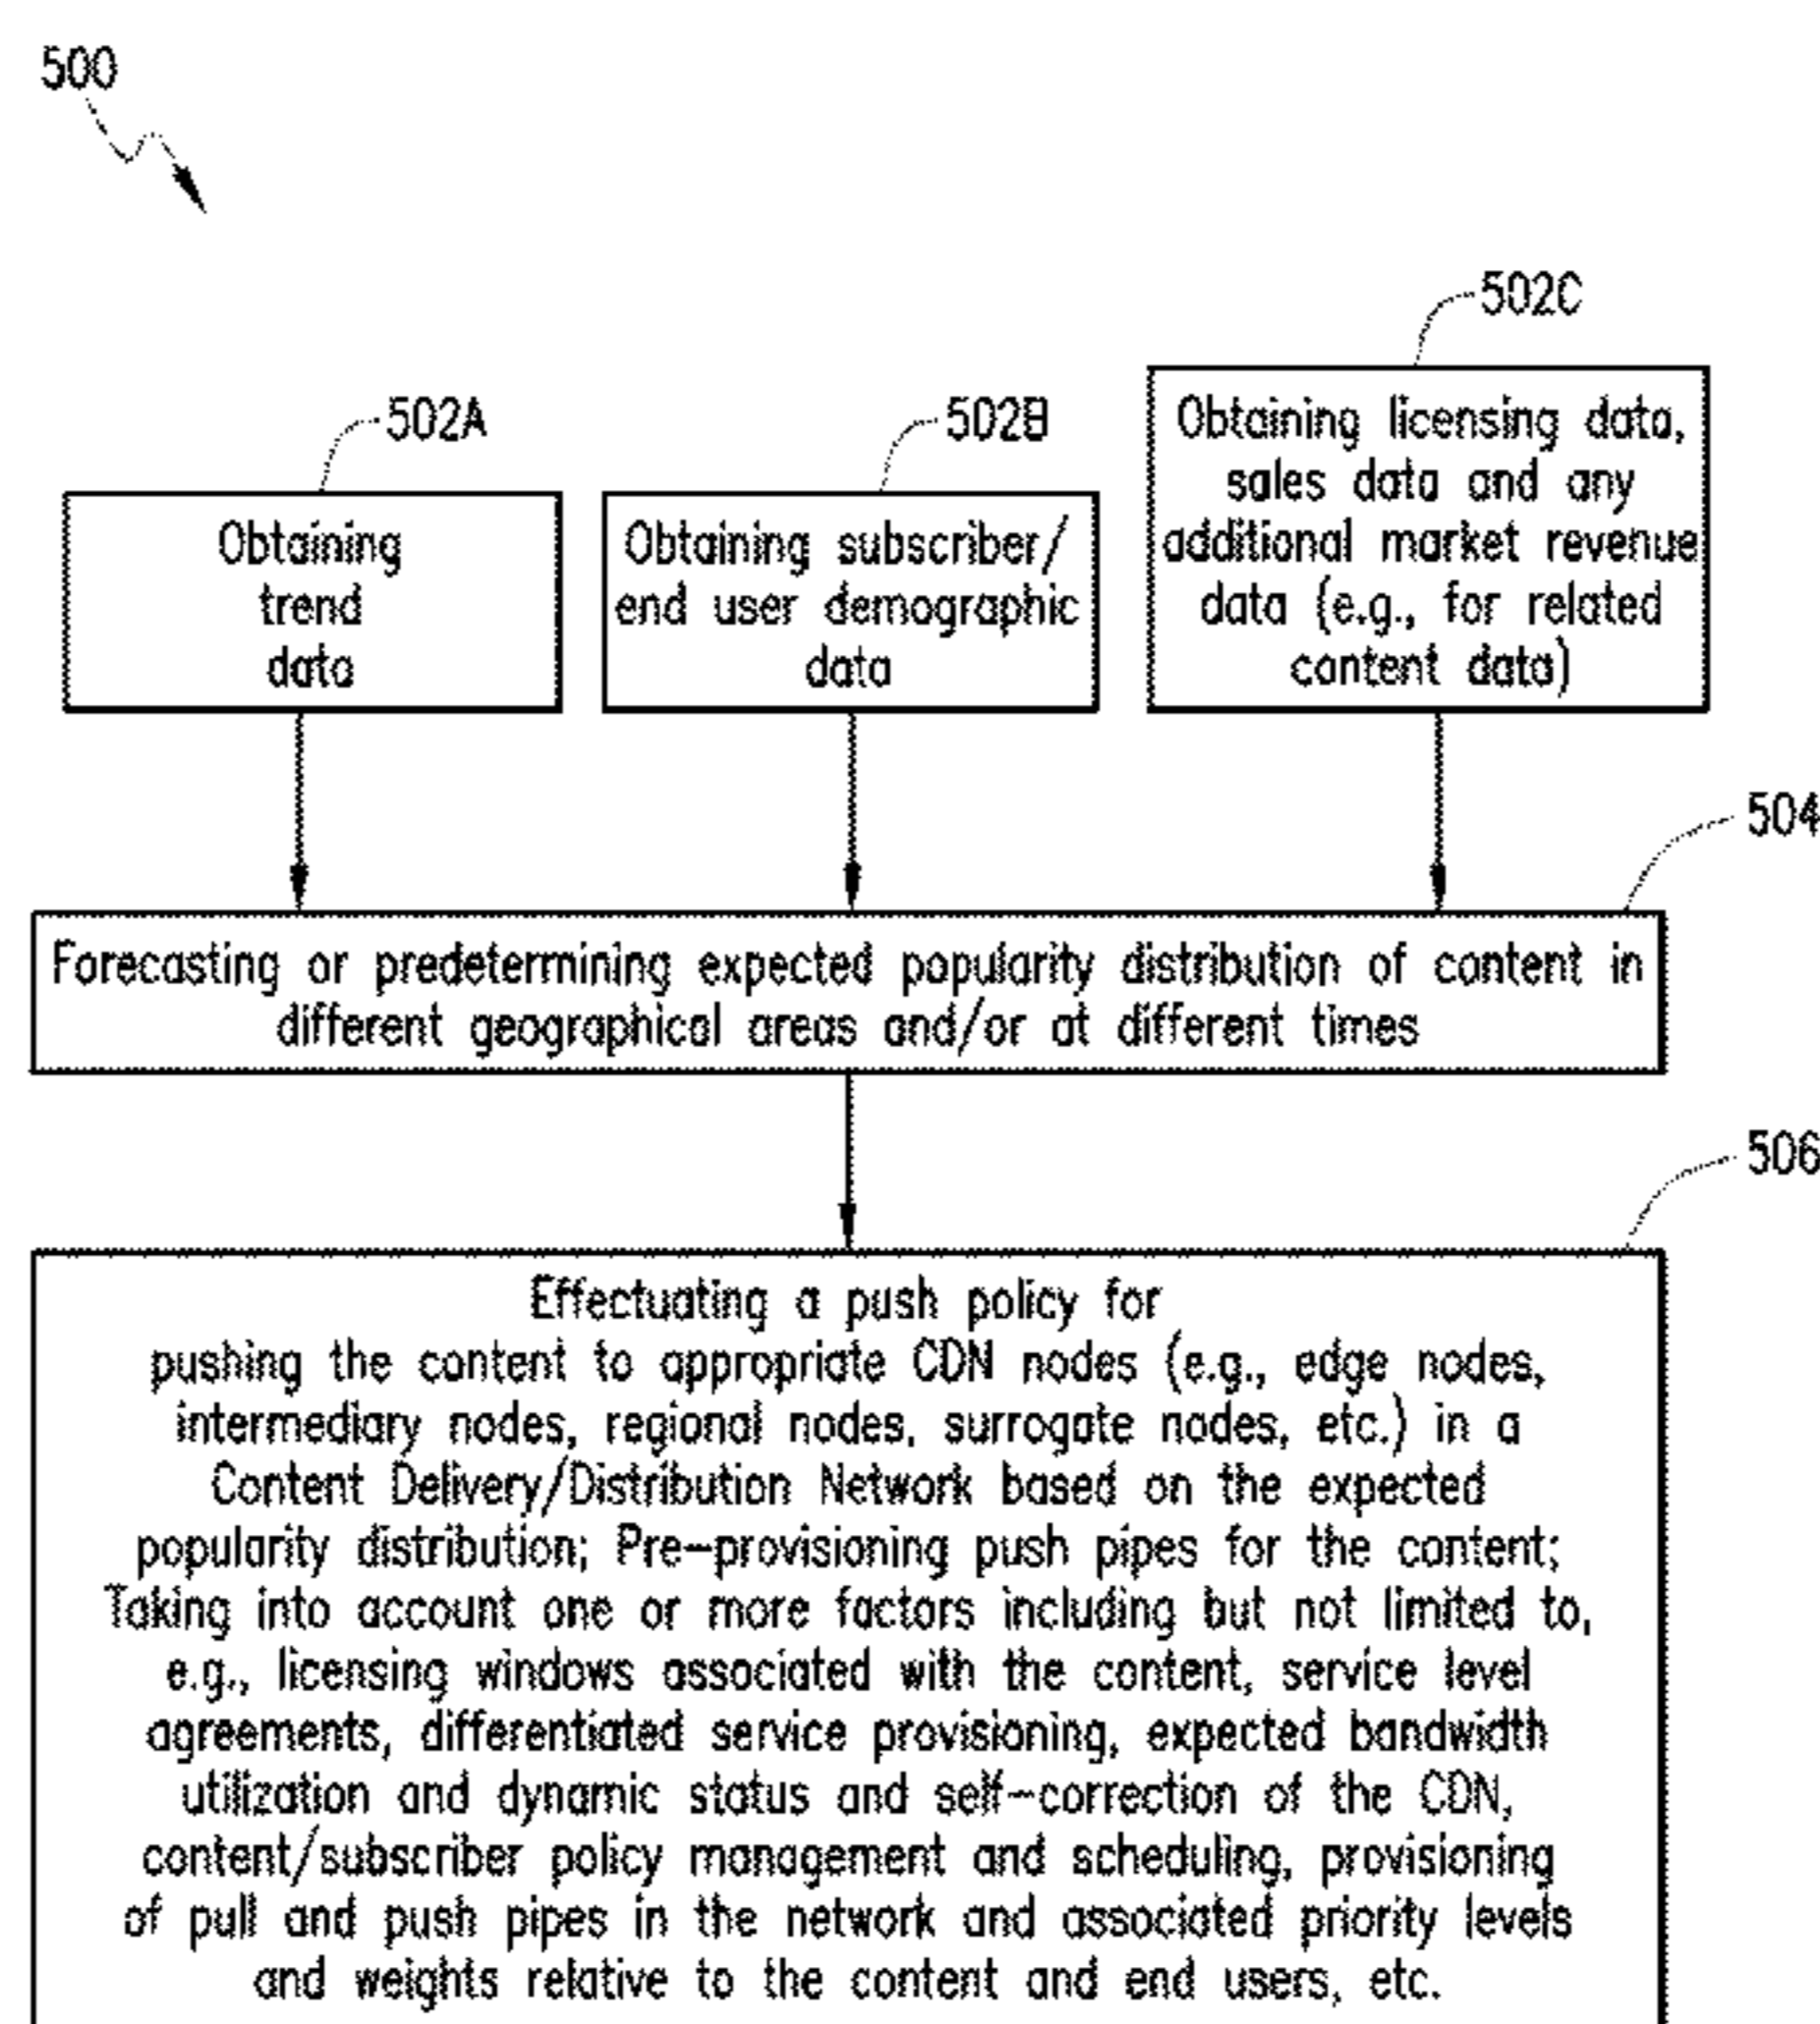 500
502A
Obtaining
trend
data
502B
Obtaining subscriber/
end user demographic
data
502C
Obtaining licensing data,
sales data and any
additional market revenue
data (e.g., for related
content data)
504
Forecasting or predetermining expected popularity distribution of content in
different geographical areas and/or at different times
506
Effectuating a push policy for
pushing the content to appropriate CDN nodes (e.g., edge nodes,
intermediary nodes, regional nodes, surrogate nodes, etc.) in a
Content Delivery/Distribution Network based on the expected
popularity distribution; Pre-provisioning push pipes for the content;
Taking into account one or more factors including but not limited to,
e.g., licensing windows associated with the content, service level
agreements, differentiated service provisioning, expected bandwidth
utilization and dynamic status and self-correction of the CDN,
content/subscriber policy management and scheduling, provisioning
of pull and push pipes in the network and associated priority levels
and weights relative to the content and end users, etc.